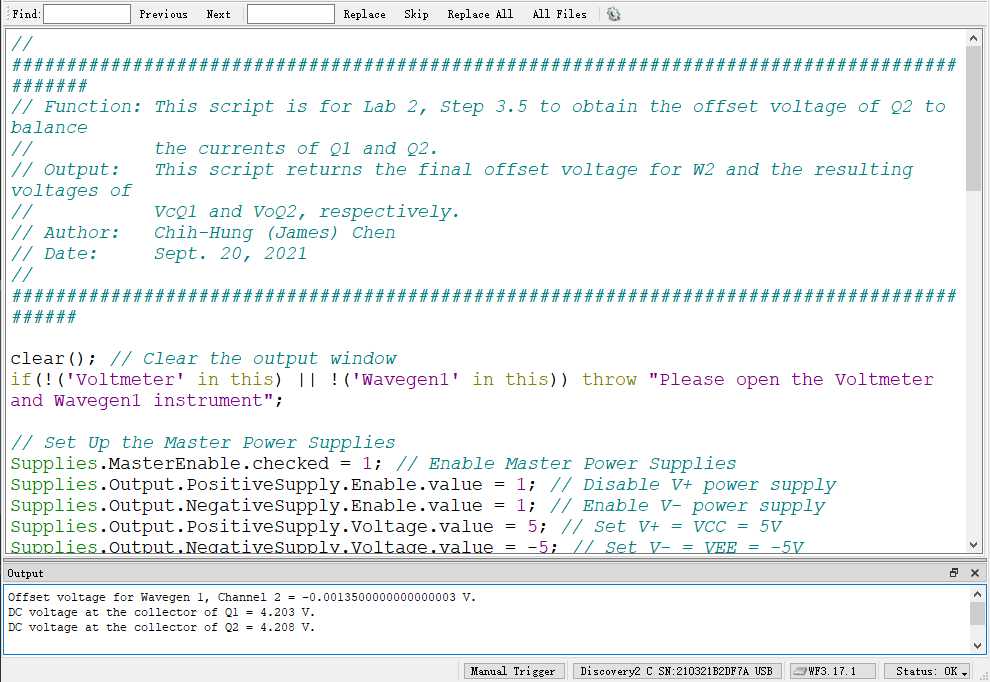 Find: Previous Next Replace Skip Replace All All Files
//
######################################################################################
#######
// Function: This script is for Lab 2, Step 3.5 to obtain the offset voltage of Q2 to
balance
//           the currents of Q1 and Q2.
// Output:   This script returns the final offset voltage for W2 and the resulting
voltages of
//           VcQ1 and VoQ2, respectively.
// Author:   Chih-Hung (James) Chen
// Date:     Sept. 20, 2021
//
######################################################################################
######
clear(); // Clear the output window
if(!('Voltmeter' in this) || !('Wavegen1' in this)) throw "Please open the Voltmeter
and Wavegen1 instrument";
// Set Up the Master Power Supplies
Supplies.MasterEnable.checked = 1; // Enable Master Power Supplies
Supplies.Output.PositiveSupply.Enable.value = 1; // Disable V+ power supply
Supplies.Output.NegativeSupply.Enable.value = 1; // Enable V- power supply
Supplies.Output.PositiveSupply.Voltage.value = 5; // Set V+ = VCC = 5V
Supplies.Output.NegativeSupply.Voltage.value = -5; // Set V- = VEE = -5V
Output
Offset voltage for Wavegen 1, Channel 2 = -0.0013500000000000003 V.
DC voltage at the collector of Q1 = 4.203 V.
DC voltage at the collector of Q2 = 4.208 V.
Manual Trigger Discovery2 C SN:210321B2DF7A USB WF3.17.1 Status: OK